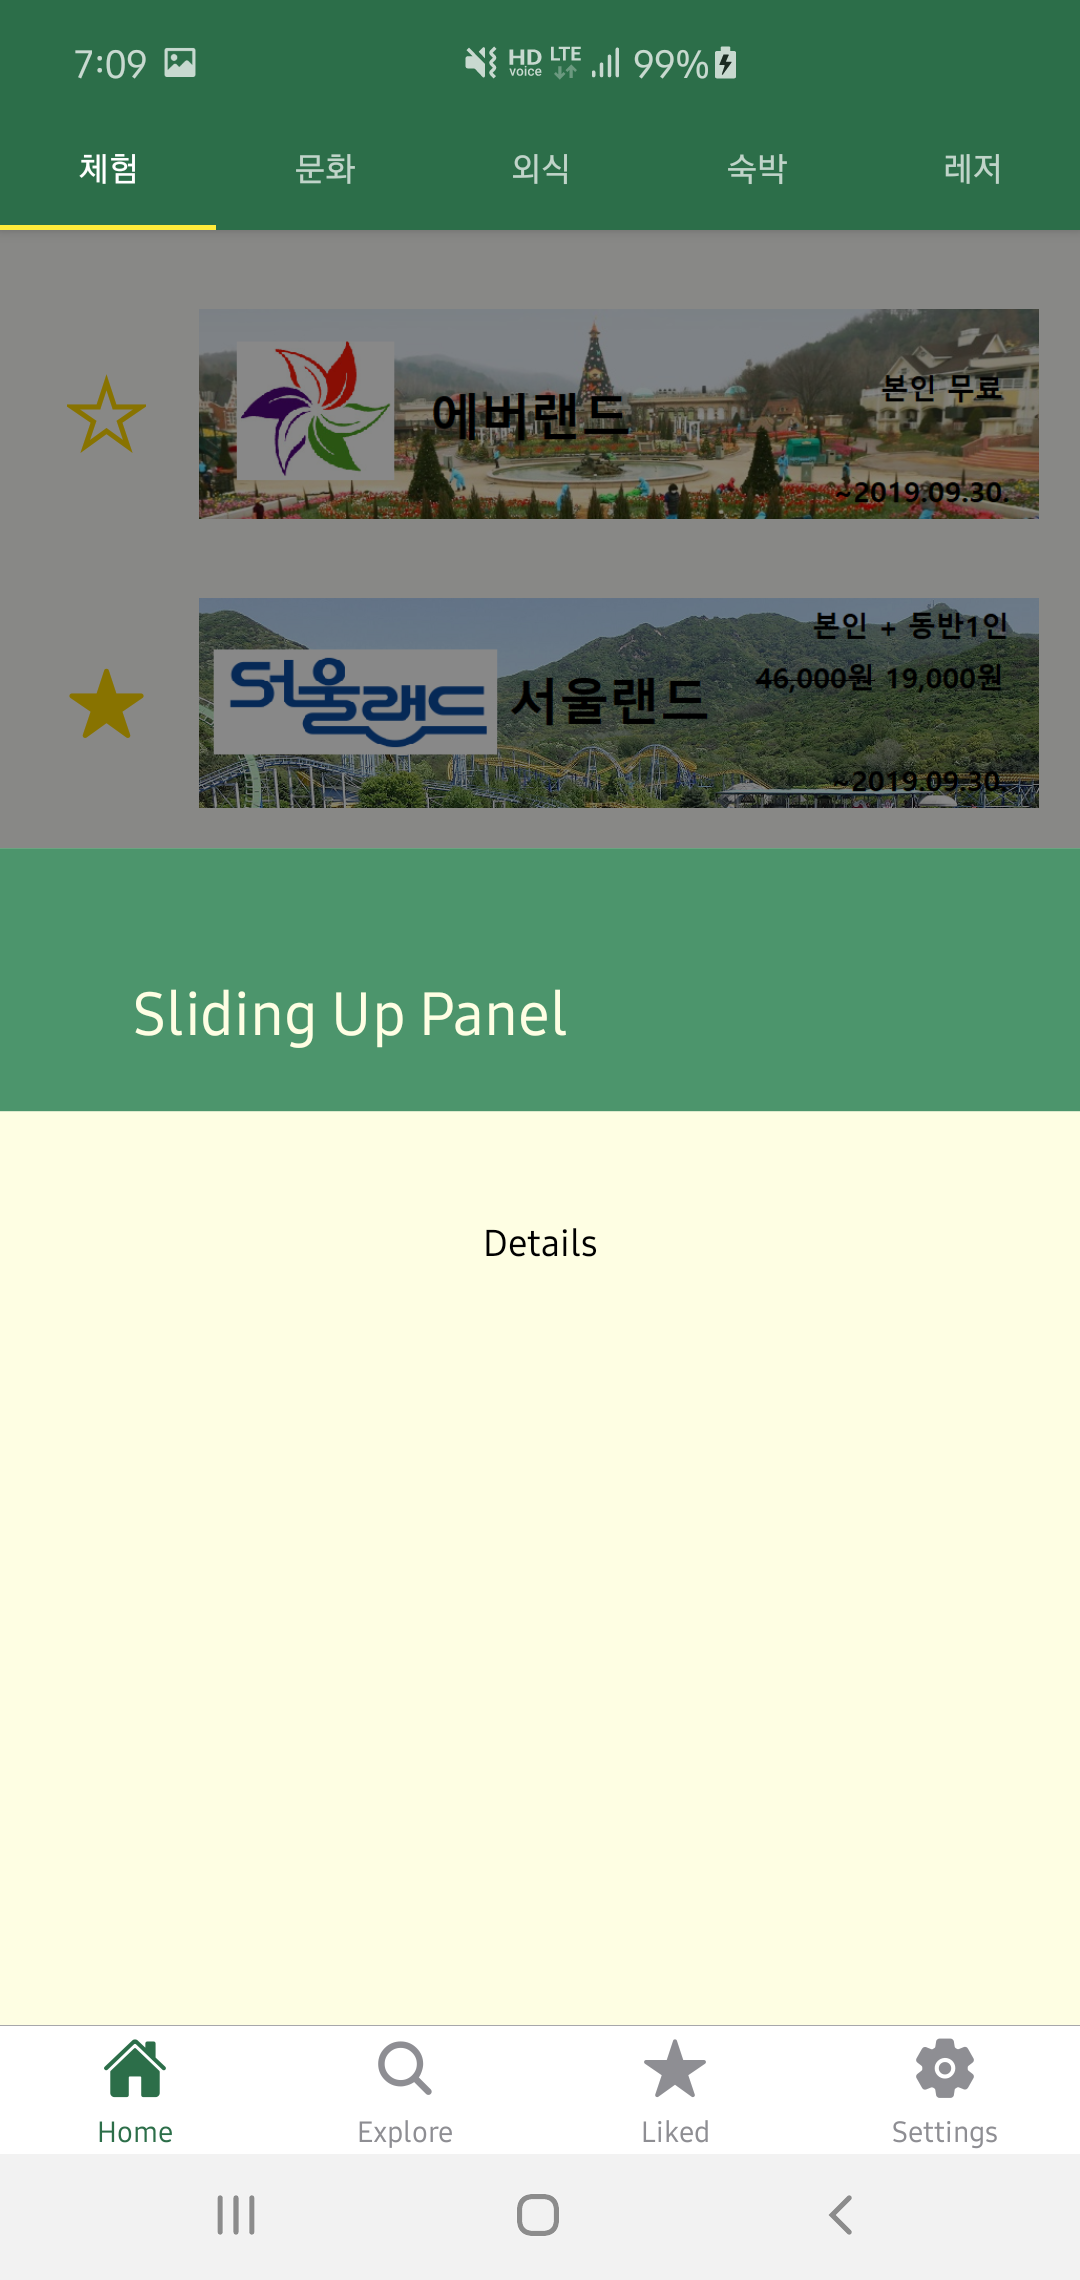 7:09
HD voice LTE 99%
체험 문화 외식 숙박 레저
에버랜드
본인 무료
~2019.09.30.
서울랜드
서울랜드
본인 + 동반1인
46,000원 19,000원
~2019.09.30.
Sliding Up Panel
Details
Home Explore Liked Settings